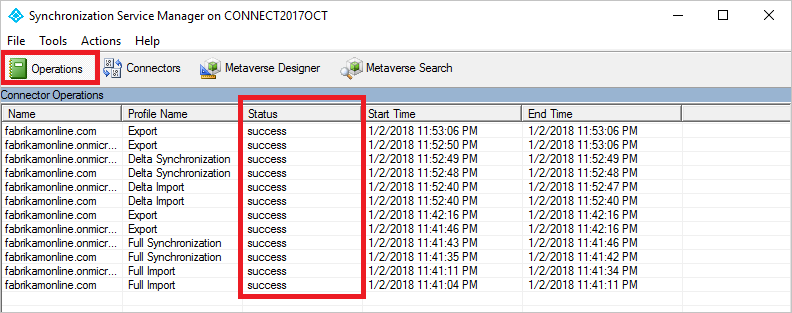 Synchronization Service Manager on CONNECT2017OCT
File Tools Actions Help
Operations Connectors Metaverse Designer Metaverse Search
Connector Operations
Name Profile Name Status Start Time End Time
fabrikamonline.com Export success 1/2/2018 11:53:06 PM 1/2/2018 11:53:06 PM
fabrikamonline.onmicr... Export success 1/2/2018 11:52:50 PM 1/2/2018 11:53:06 PM
fabrikamonline.onmicr... Delta Synchronization success 1/2/2018 11:52:49 PM 1/2/2018 11:52:49 PM
fabrikamonline.com Delta Synchronization success 1/2/2018 11:52:48 PM 1/2/2018 11:52:48 PM
fabrikamonline.onmicr... Delta Import success 1/2/2018 11:52:40 PM 1/2/2018 11:52:47 PM
fabrikamonline.com Delta Import success 1/2/2018 11:52:40 PM 1/2/2018 11:52:40 PM
fabrikamonline.com Export success 1/2/2018 11:42:16 PM 1/2/2018 11:42:16 PM
fabrikamonline.onmicr... Export success 1/2/2018 11:41:46 PM 1/2/2018 11:42:16 PM
fabrikamonline.onmicr... Full Synchronization success 1/2/2018 11:41:43 PM 1/2/2018 11:41:46 PM
fabrikamonline.com Full Synchronization success 1/2/2018 11:41:35 PM 1/2/2018 11:41:42 PM
fabrikamonline.onmicr... Full Import success 1/2/2018 11:41:11 PM 1/2/2018 11:41:34 PM
fabrikamonline.com Full Import success 1/2/2018 11:41:04 PM 1/2/2018 11:41:11 PM